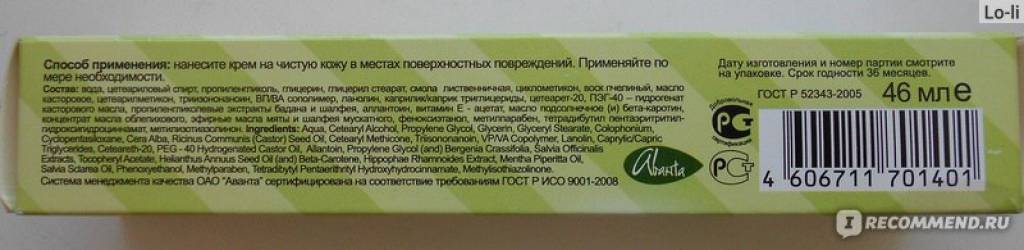 Lo-li
Способ применения: нанесите крем на чистую кожу в местах поверхностных повреждений. Применяйте по
мере необходимости.
Состав: вода, цетеариловый спирт, пропиленгликоль, глицерин, глицерил стеарат, смола лиственничная, циклометикон, воск пчелиный, масло
касторовое, цетеарилметикон, триизононаноин, ВП/ВА сополимер, ланолин, каприлик/каприк триглицериды, цетеарет-20, ПЭГ-40 – гидрогенат
касторового масла, пропиленгликолевые экстракты бадана и шалфея, аллантоин, витамин Е - ацетат, масло подсолнечное (и) бета-каротин,
концентрат масла облепихового, эфирные масла мяты и шалфея мускатного, феноксиэтанол, метилпарабен, тетрадибутил пентаэритритил-
гидроксигидроциннамат, метилизотиазолинон. Ingredients: Aqua, Cetearyl Alcohol, Propylene Glycol, Glycerin, Glyceryl Stearate, Colophonium,
Cyclopentasiloxane, Cera Alba, Ricinus Communis (Castor) Seed Oil, Cetearyl Methicone, Triisononanoin, VP/VA Copolymer, Lanolin, Caprylic/Capric
Triglycerides, Ceteareth-20, PEG - 40 Hydrogenated Castor Oil, Allantoin, Propylene Glycol (and) Bergenia Crassifolia, Salvia Officinalis
Extracts, Tocopheryl Acetate, Helianthus Annuus Seed Oil (and) Beta-Carotene, Hippophae Rhamnoides Extract, Mentha Piperitta Oil,
Salvia Sclarea Oil, Phenoxyethanol, Methylparaben, Tetradibutyl Pentaerithrityl Hydroxyhydrocinnamate, Methylisothiazolinone.
Система менеджмента качества ОАО "Аванта" сертифицирована на соответствие требованиям ГОСТ Р ИСО 9001-2008
Avanta
Дату изготовления и номер партии смотрите
на упаковке. Срок годности 36 месяцев.
ГОСТ Р 52343-2005 46 мл e
Добровольная
сертификация
4 606711 701401
RECOMMEND.RU